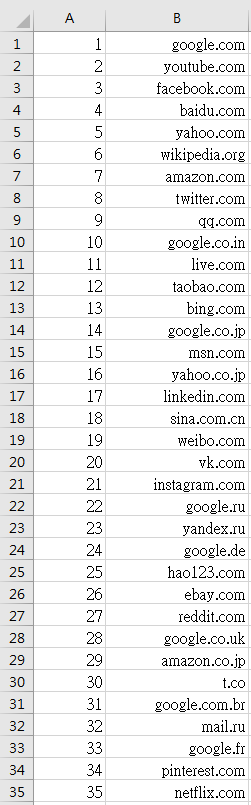 A B
1 1 google.com
2 2 youtube.com
3 3 facebook.com
4 4 baidu.com
5 5 yahoo.com
6 6 wikipedia.org
7 7 amazon.com
8 8 twitter.com
9 9 qq.com
10 10 google.co.in
11 11 live.com
12 12 taobao.com
13 13 bing.com
14 14 google.co.jp
15 15 msn.com
16 16 yahoo.co.jp
17 17 linkedin.com
18 18 sina.com.cn
19 19 weibo.com
20 20 vk.com
21 21 instagram.com
22 22 google.ru
23 23 yandex.ru
24 24 google.de
25 25 hao123.com
26 26 ebay.com
27 27 reddit.com
28 28 google.co.uk
29 29 amazon.co.jp
30 30 t.co
31 31 google.com.br
32 32 mail.ru
33 33 google.fr
34 34 pinterest.com
35 35 netflix.com